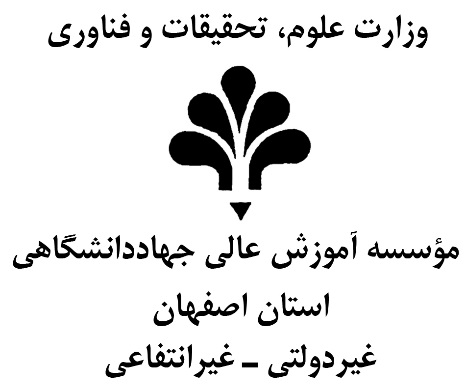 وزارت علوم، تحقیقات و فناوری
مؤسسه آموزش عالی جهاددانشگاهی
استان اصفهان
غیردولتی ـ غیرانتفاعی